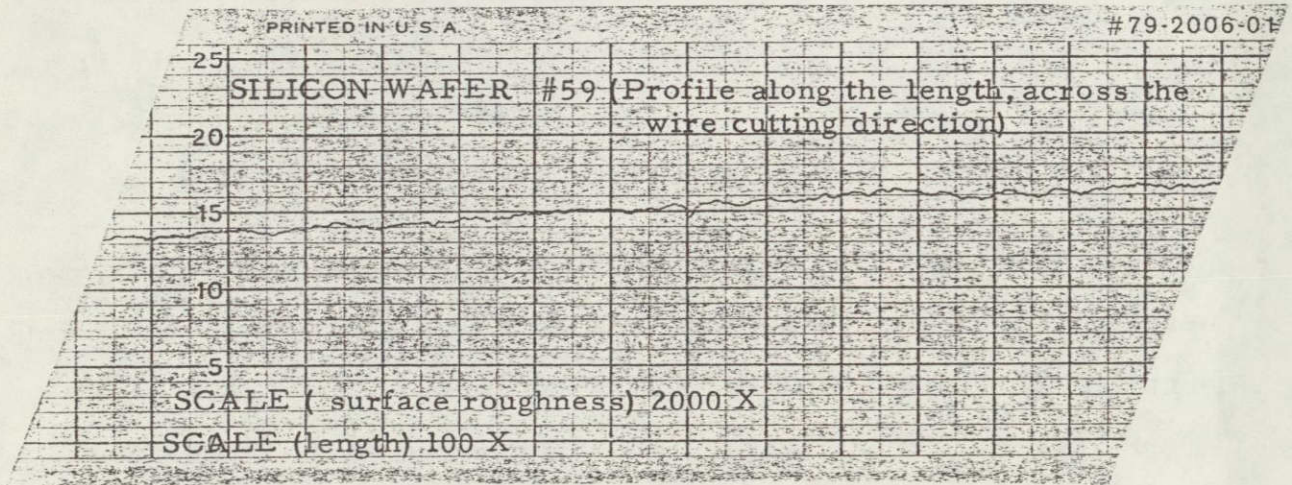 PRINTED IN U.S.A.
#79-2006-01
25
SILICON WAFER #59 (Profile along the length, across the
wire cutting direction)
20
15
10
5
SCALE ( surface roughness) 2000 X
SCALE (length) 100 X